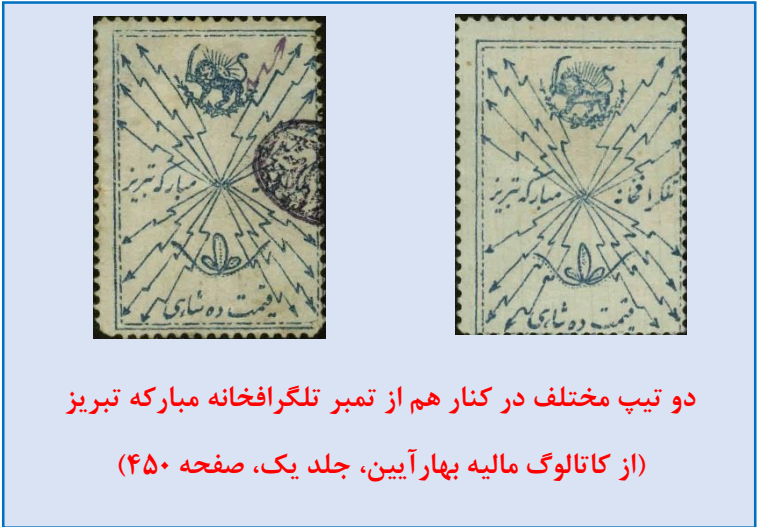 تلگرافخانه مبارکه تبریز
قیمت ده شاهی
مبارکه تبریز
قیمت ده شاهی
دو تیپ مختلف در کنار هم از تمبر تلگرافخانه مبارکه تبریز
(از کاتالوگ مالیه بهارآیین، جلد یک، صفحه ۴۵۰)